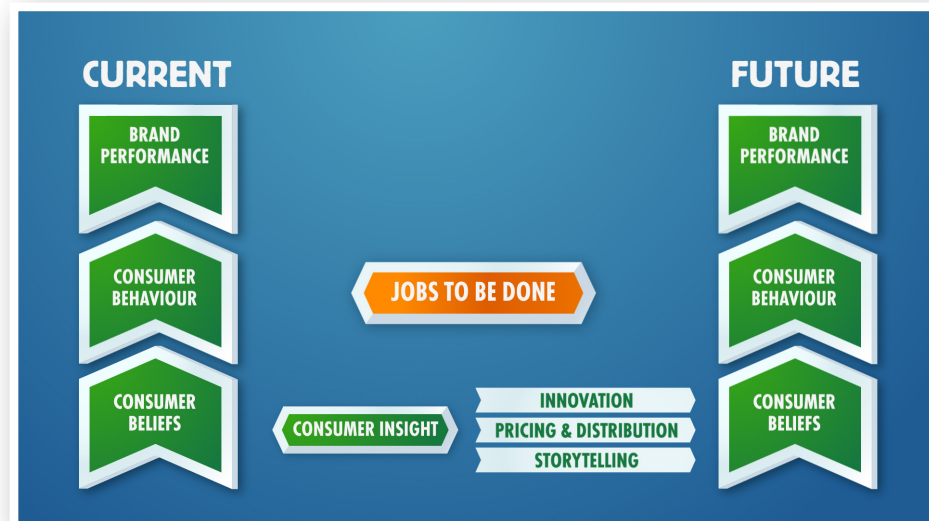 CURRENT
BRAND
PERFORMANCE
CONSUMER
BEHAVIOUR
CONSUMER
BELIEFS
JOBS TO BE DONE
CONSUMER INSIGHT
INNOVATION
PRICING & DISTRIBUTION
STORYTELLING
FUTURE
BRAND
PERFORMANCE
CONSUMER
BEHAVIOUR
CONSUMER
BELIEFS